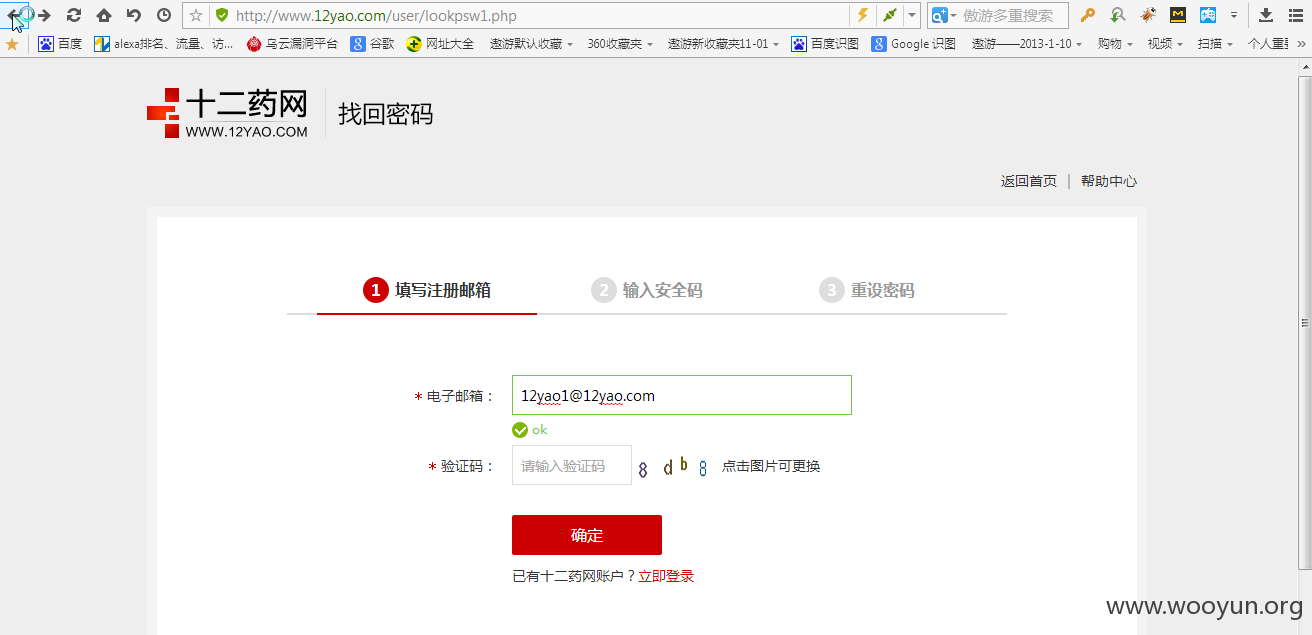 http://www.12yao.com/user/lookpsw1.php 傲游多重搜索
百度 alexa排名、流量、访... 乌云漏洞平台 谷歌 网址大全 遨游默认收藏 360收藏夹 遨游新收藏夹11-01 百度识图 Google 识图 遨游——2013-1-10 购物 视频 扫描 个人重 »
十二药网 找回密码
WWW.12YAO.COM
返回首页 | 帮助中心
1 填写注册邮箱 2 输入安全码 3 重设密码
* 电子邮箱： 12yao1@12yao.com
ok
* 验证码： 请输入验证码 8 d b 8 点击图片可更换
确定
已有十二药网账户？立即登录
www.wooyun.org